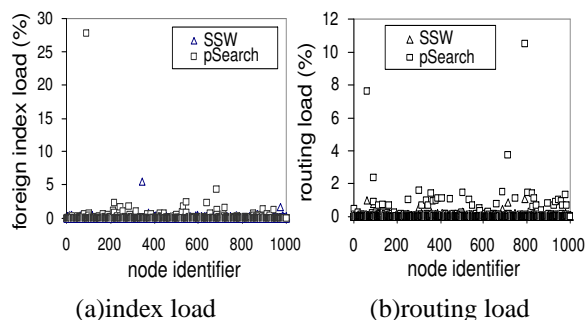 foreign index load (%)
30
25
20
15
10
5
0
0 200 400 600 800 1000
node identifier
SSW
pSearch
(a)index load
routing load (%)
12
10
8
6
4
2
0
0 200 400 600 800 1000
node identifier
SSW
pSearch
(b)routing load